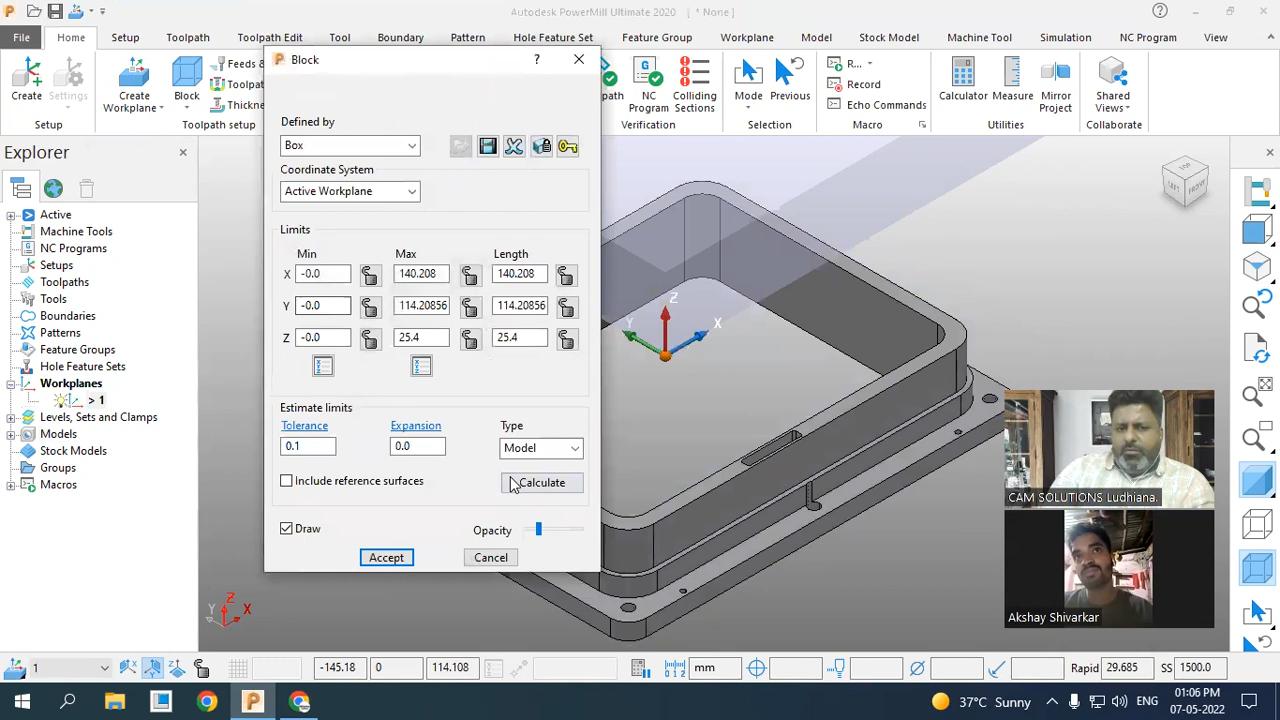 Autodesk PowerMill Ultimate 2020 [ * None ]
File Home Setup Toolpath Toolpath Edit Tool Boundary Pattern Hole Feature Set Feature Group Workplane Model Stock Model Machine Tool Simulation NC Program View
Create
Settings
Setup
Create Workplane
Block
Feeds &
Toolpath
Thickne
Toolpath setup
Block
NC Program
Colliding Sections
Verification
Mode
Previous
Selection
R...
Record
Echo Commands
Macro
Calculator
Measure
Mirror Project
Utilities
Shared Views
Collaborate
Explorer
Active
Machine Tools
NC Programs
Setups
Toolpaths
Tools
Boundaries
Patterns
Feature Groups
Hole Feature Sets
Workplanes
> 1
Levels, Sets and Clamps
Models
Stock Models
Groups
Macros
Defined by
Box
Coordinate System
Active Workplane
Limits
Min Max Length
X -0.0 140.208 140.208
Y -0.0 114.20856 114.20856
Z -0.0 25.4 25.4
Estimate limits
Tolerance Expansion Type
0.1 0.0 Model
Include reference surfaces Calculate
Draw Opacity
Accept Cancel
Z
Y X
TOP
LEFT FRONT
CAM SOLUTIONS Ludhiana.
Akshay Shivarkar
Z
Y X
1 -145.18 0 114.108 mm Rapid 29.685 SS 1500.0
37°C Sunny ENG 01:06 PM
07-05-2022